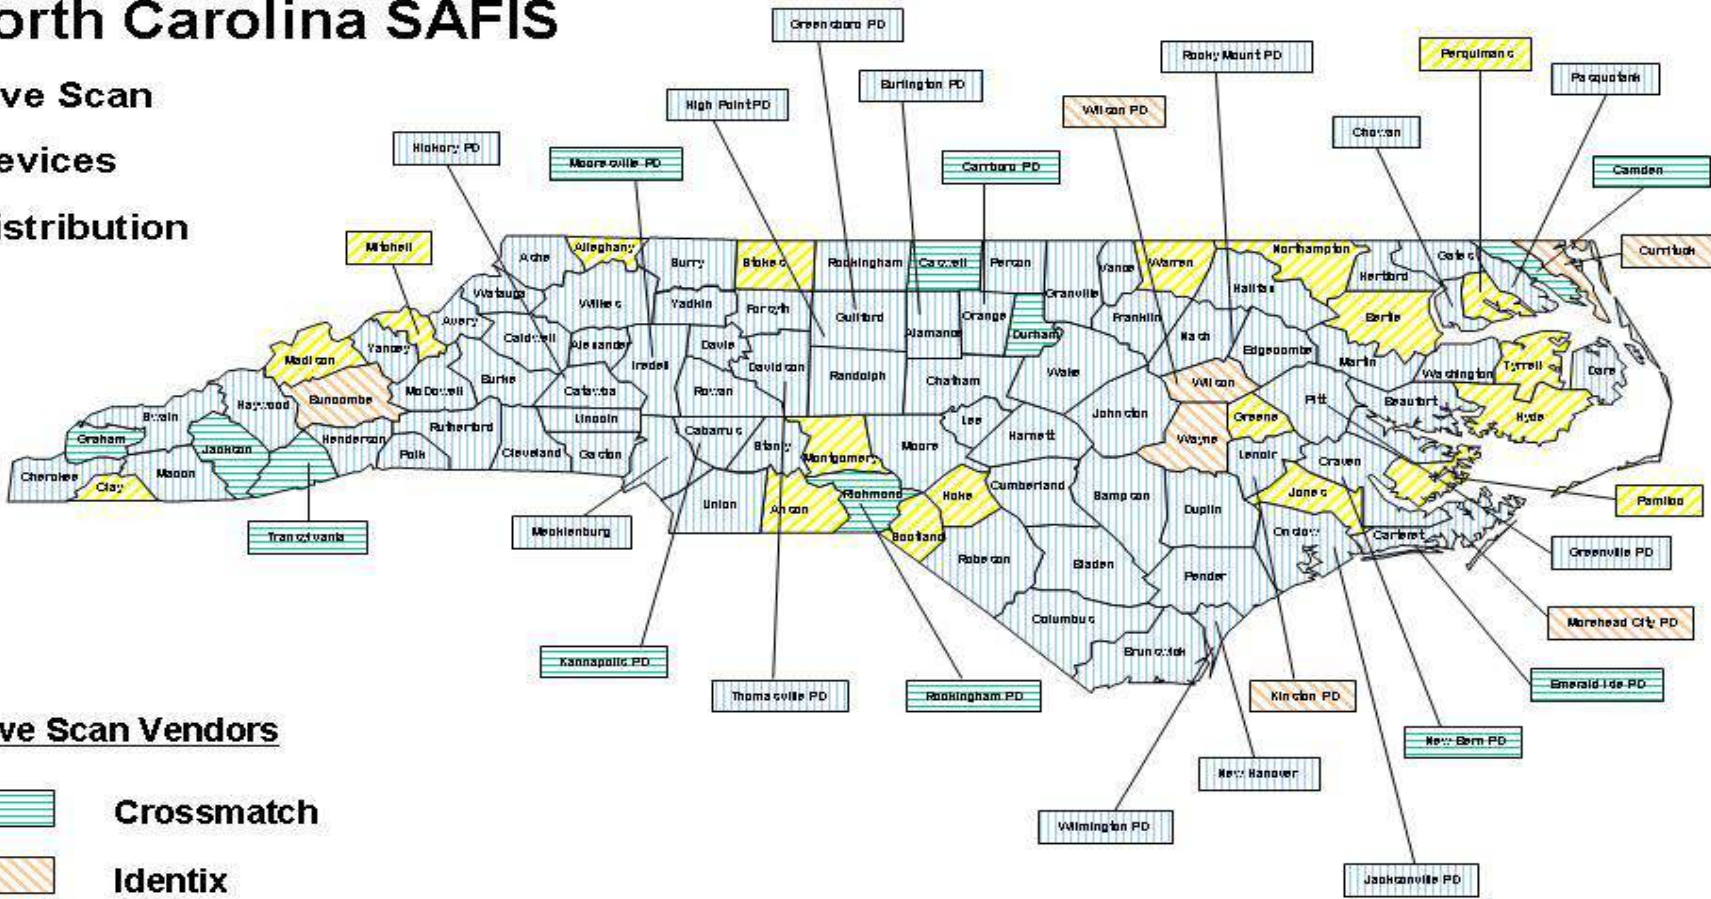 orth Carolina SAFIS
ve Scan
evices
istribution
Greensboro PD
Rocky Mount PD
Perquimans
Pasquotank
Burlington PD
High Point PD
Wilson PD
Chowan
Hickory PD
Mooresville PD
Carrboro PD
Camden
Currituck
Mitchell
Ashe
Alleghany
Surry
Stokes
Rockingham
Caswell
Person
Vance
Warren
Northampton
Hertford
Gates
Watauga
Wilkes
Yadkin
Forsyth
Guilford
Alamance
Orange
Durham
Granville
Franklin
Halifax
Bertie
Avery
Caldwell
Alexander
Davie
Iredell
Davidson
Randolph
Chatham
Wake
Nash
Edgecombe
Martin
Washington
Tyrrell
Dare
Madison
Yancey
McDowell
Burke
Catawba
Rowan
Wilson
Johnston
Greene
Pitt
Beaufort
Hyde
Buncombe
Haywood
Swain
Graham
Jackson
Henderson
Rutherford
Lincoln
Cabarrus
Stanly
Montgomery
Moore
Lee
Harnett
Wayne
Lenoir
Craven
Cherokee
Clay
Macon
Polk
Cleveland
Gaston
Union
Anson
Richmond
Hoke
Scotland
Cumberland
Sampson
Duplin
Jones
Onslow
Carteret
Pamlico
Transylvania
Mecklenburg
Robeson
Bladen
Pender
Greenville PD
Columbus
Brunswick
Morehead City PD
Kannapolis PD
Thomasville PD
Rockingham PD
Kinston PD
Emerald Isle PD
New Bern PD
New Hanover
Wilmington PD
Jacksonville PD
ve Scan Vendors
Crossmatch
Identix